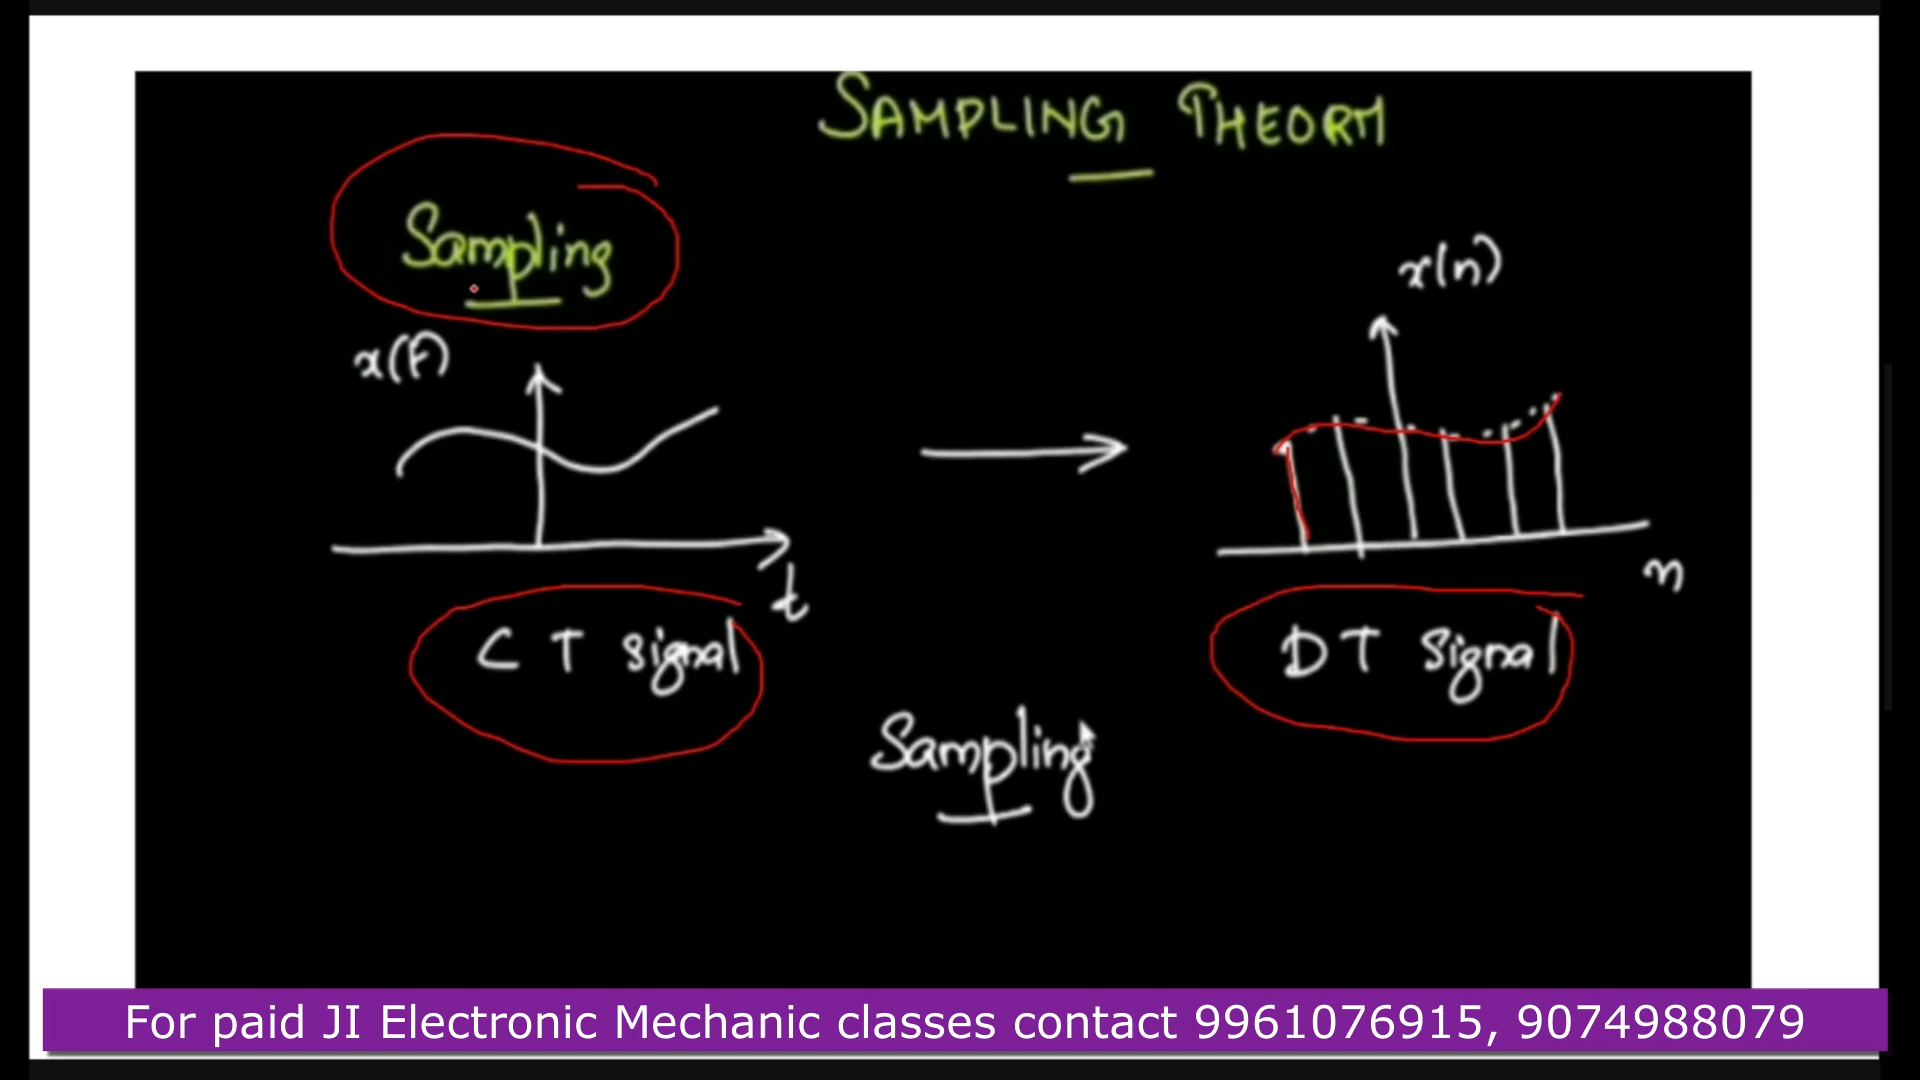 SAMPLING THEORM
Sampling
x(t)
x(n)
t
n
CT signal
DT signal
Sampling
For paid JI Electronic Mechanic classes contact 9961076915, 9074988079